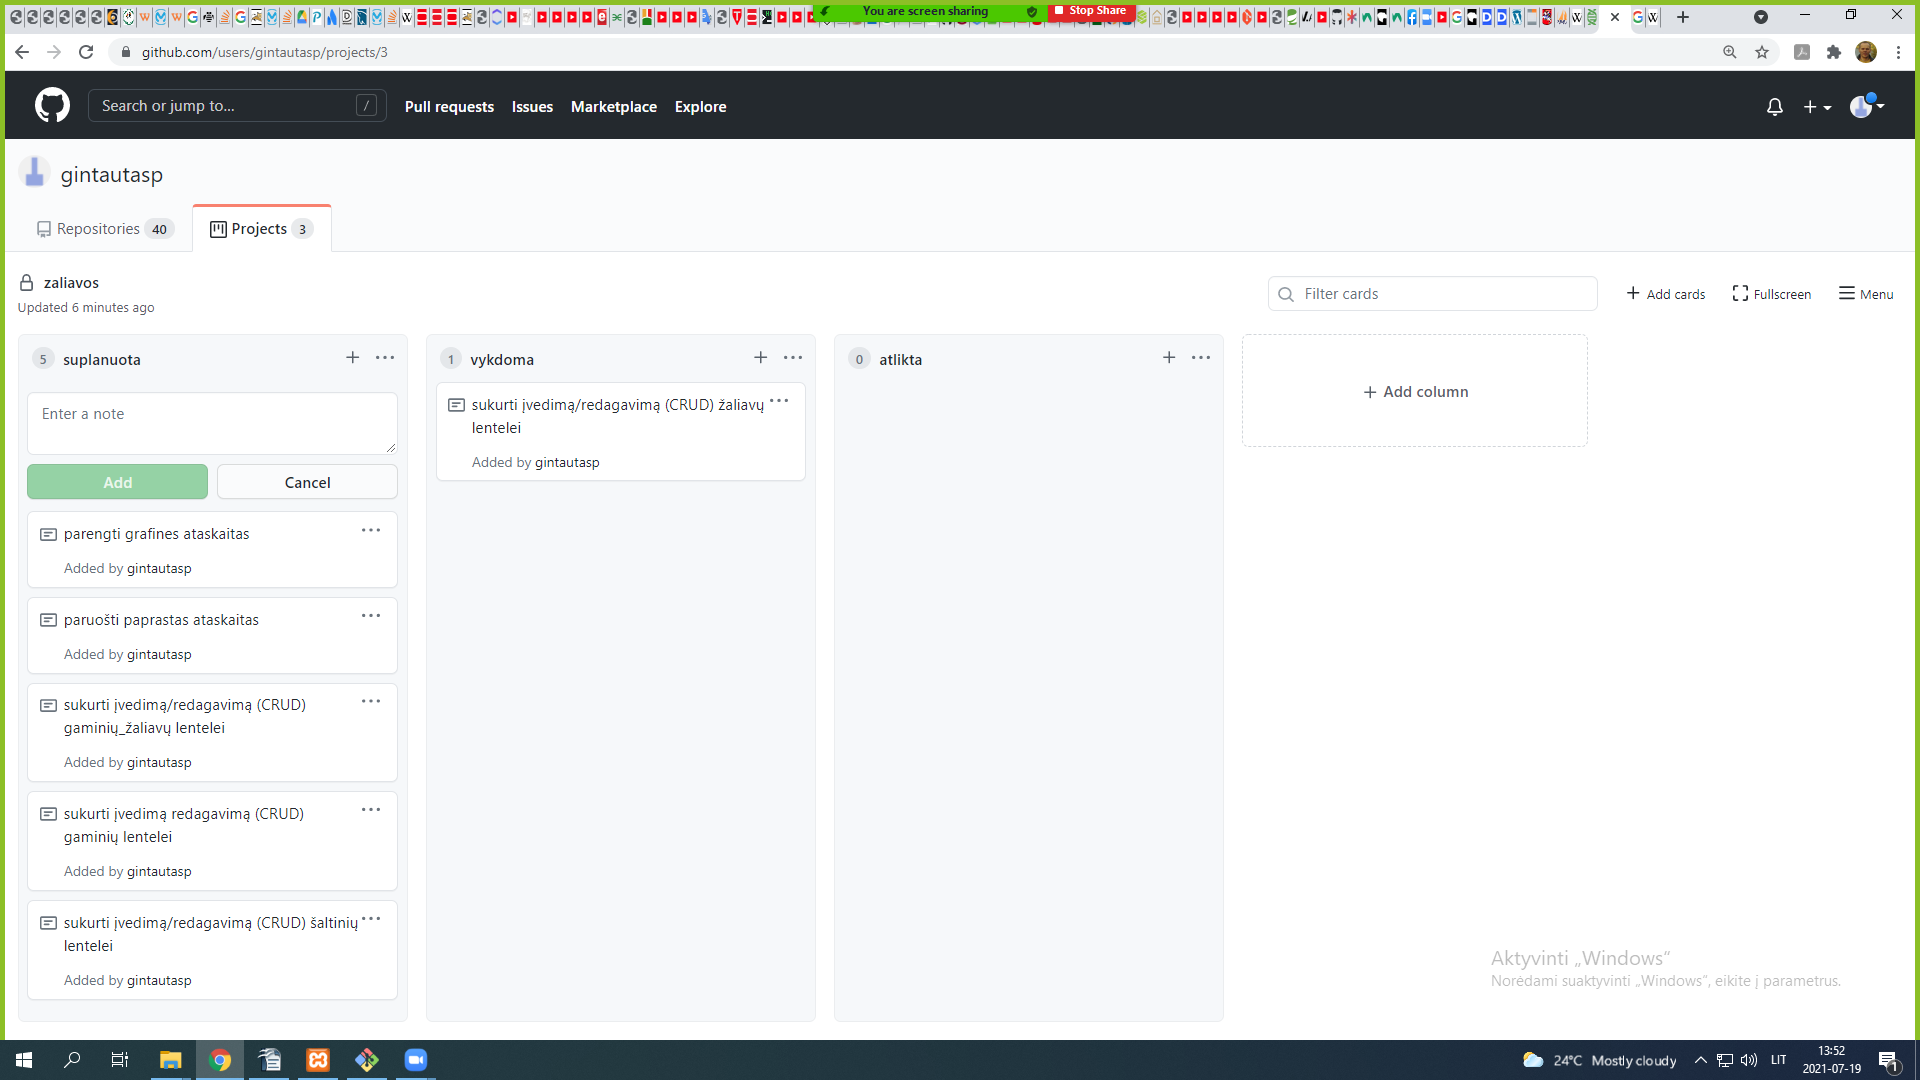 You are screen sharing
Stop Share
github.com/users/gintautasp/projects/3
Search or jump to...
/
Pull requests
Issues
Marketplace
Explore
gintautasp
Repositories 40
Projects 3
zaliavos
Updated 6 minutes ago
Filter cards
Add cards
Fullscreen
Menu
5 suplanuota
Enter a note
Add
Cancel
parengti grafines ataskaitas
Added by gintautasp
paruošti paprastas ataskaitas
Added by gintautasp
sukurti įvedimą/redagavimą (CRUD)
gaminių_žaliavų lentelei
Added by gintautasp
sukurti įvedimą redagavimą (CRUD)
gaminių lentelei
Added by gintautasp
sukurti įvedimą/redagavimą (CRUD) šaltinių
lentelei
Added by gintautasp
1 vykdoma
sukurti įvedimą/redagavimą (CRUD) žaliavų
lentelei
Added by gintautasp
0 atlikta
Add column
Aktyvinti „Windows“
Norėdami suaktyvinti „Windows“, eikite į parametrus.
24°C Mostly cloudy
LIT
13:52
2021-07-19
1